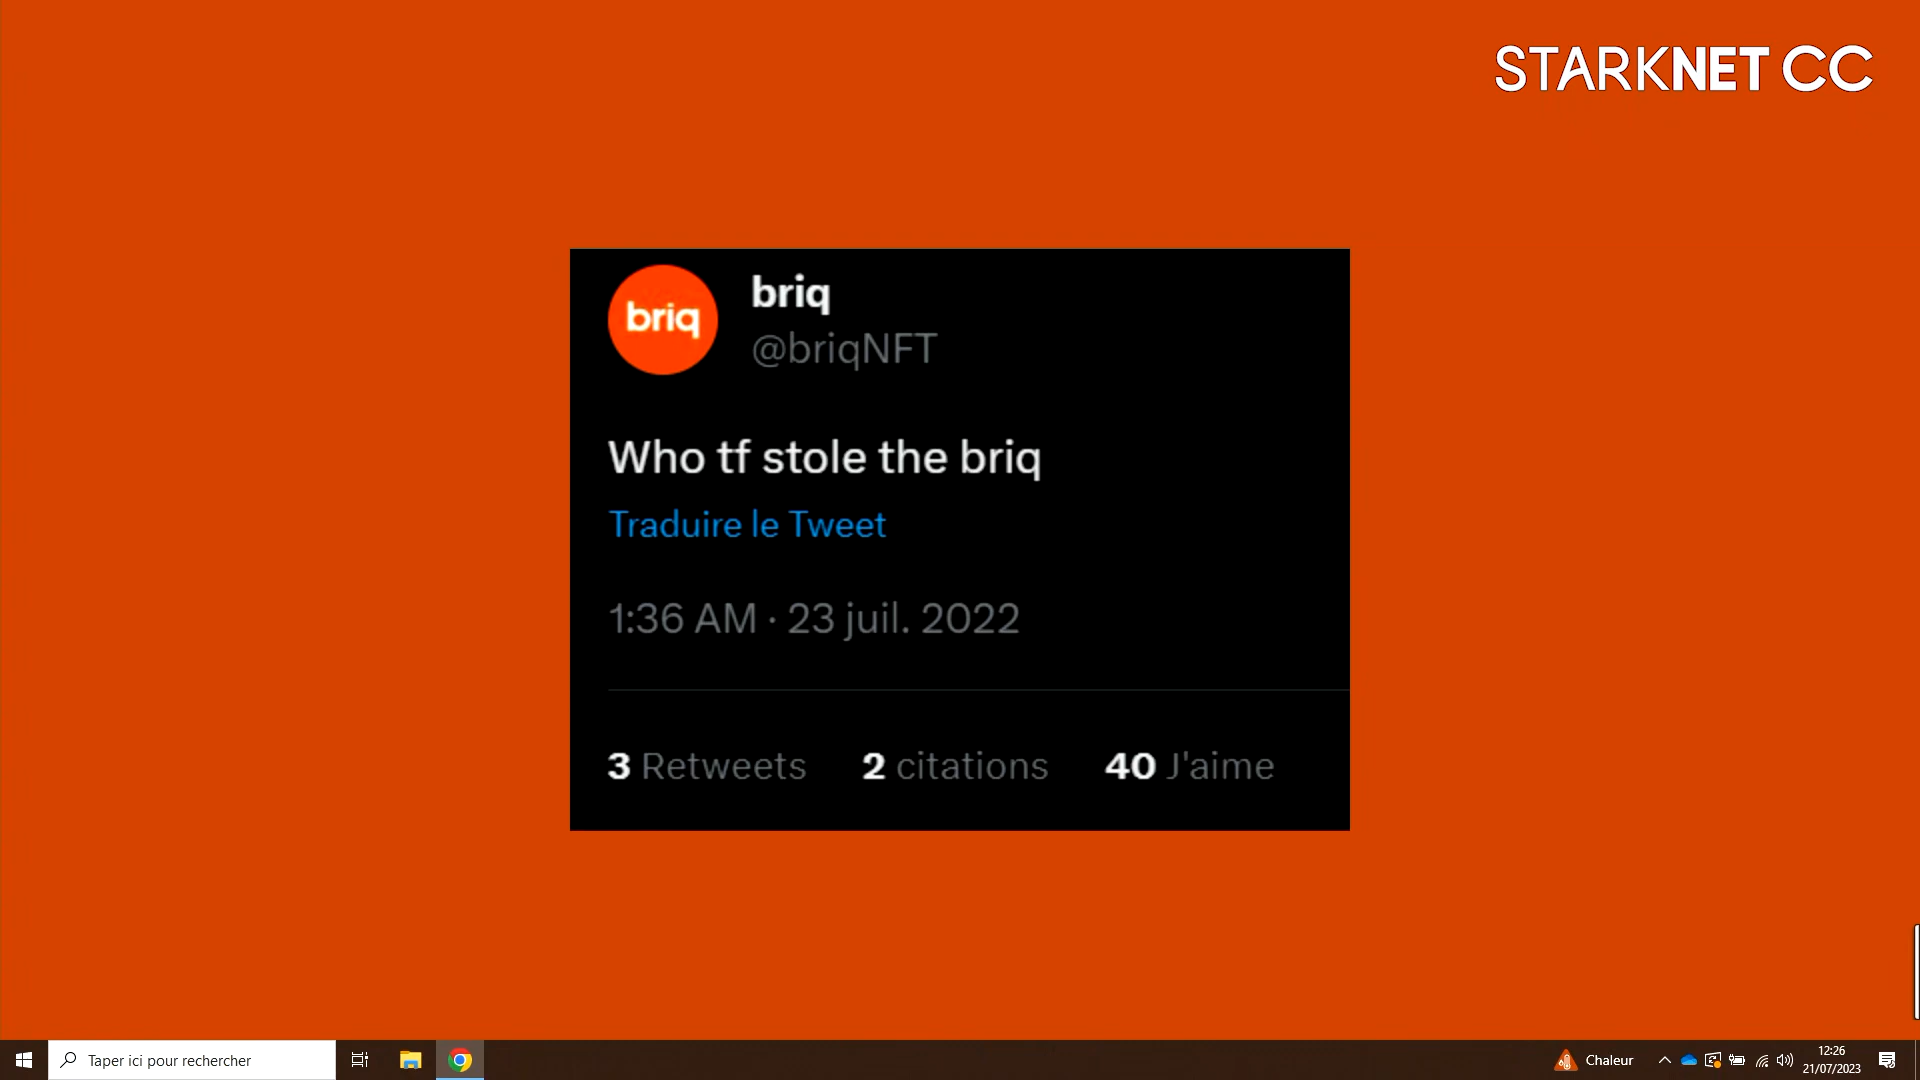 STARKNET CC
briq
briq
@briqNFT
Who tf stole the briq
Traduire le Tweet
1:36 AM · 23 juil. 2022
3 Retweets 2 citations 40 J'aime
Taper ici pour rechercher
Chaleur
12:26
21/07/2023